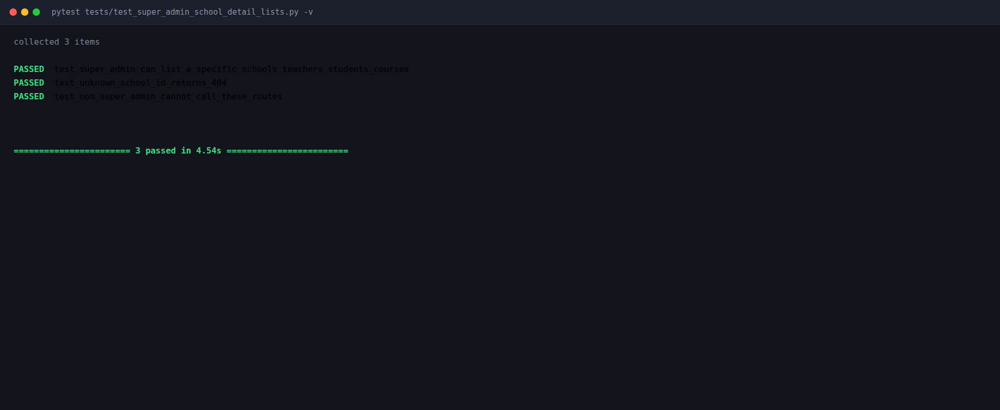 pytest tests/test_super_admin_school_detail_lists.py -v
collected 3 items
PASSED  test_super_admin_can_list_a_specific_schools_teachers_students_courses
PASSED  test_unknown_school_id_returns_404
PASSED  test_non_super_admin_cannot_call_these_routes
======================= 3 passed in 4.54s ========================